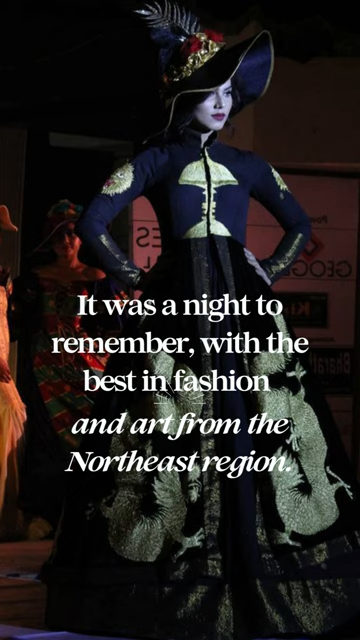 It was a night to
remember, with the
best in fashion
and art from the
Northeast region.